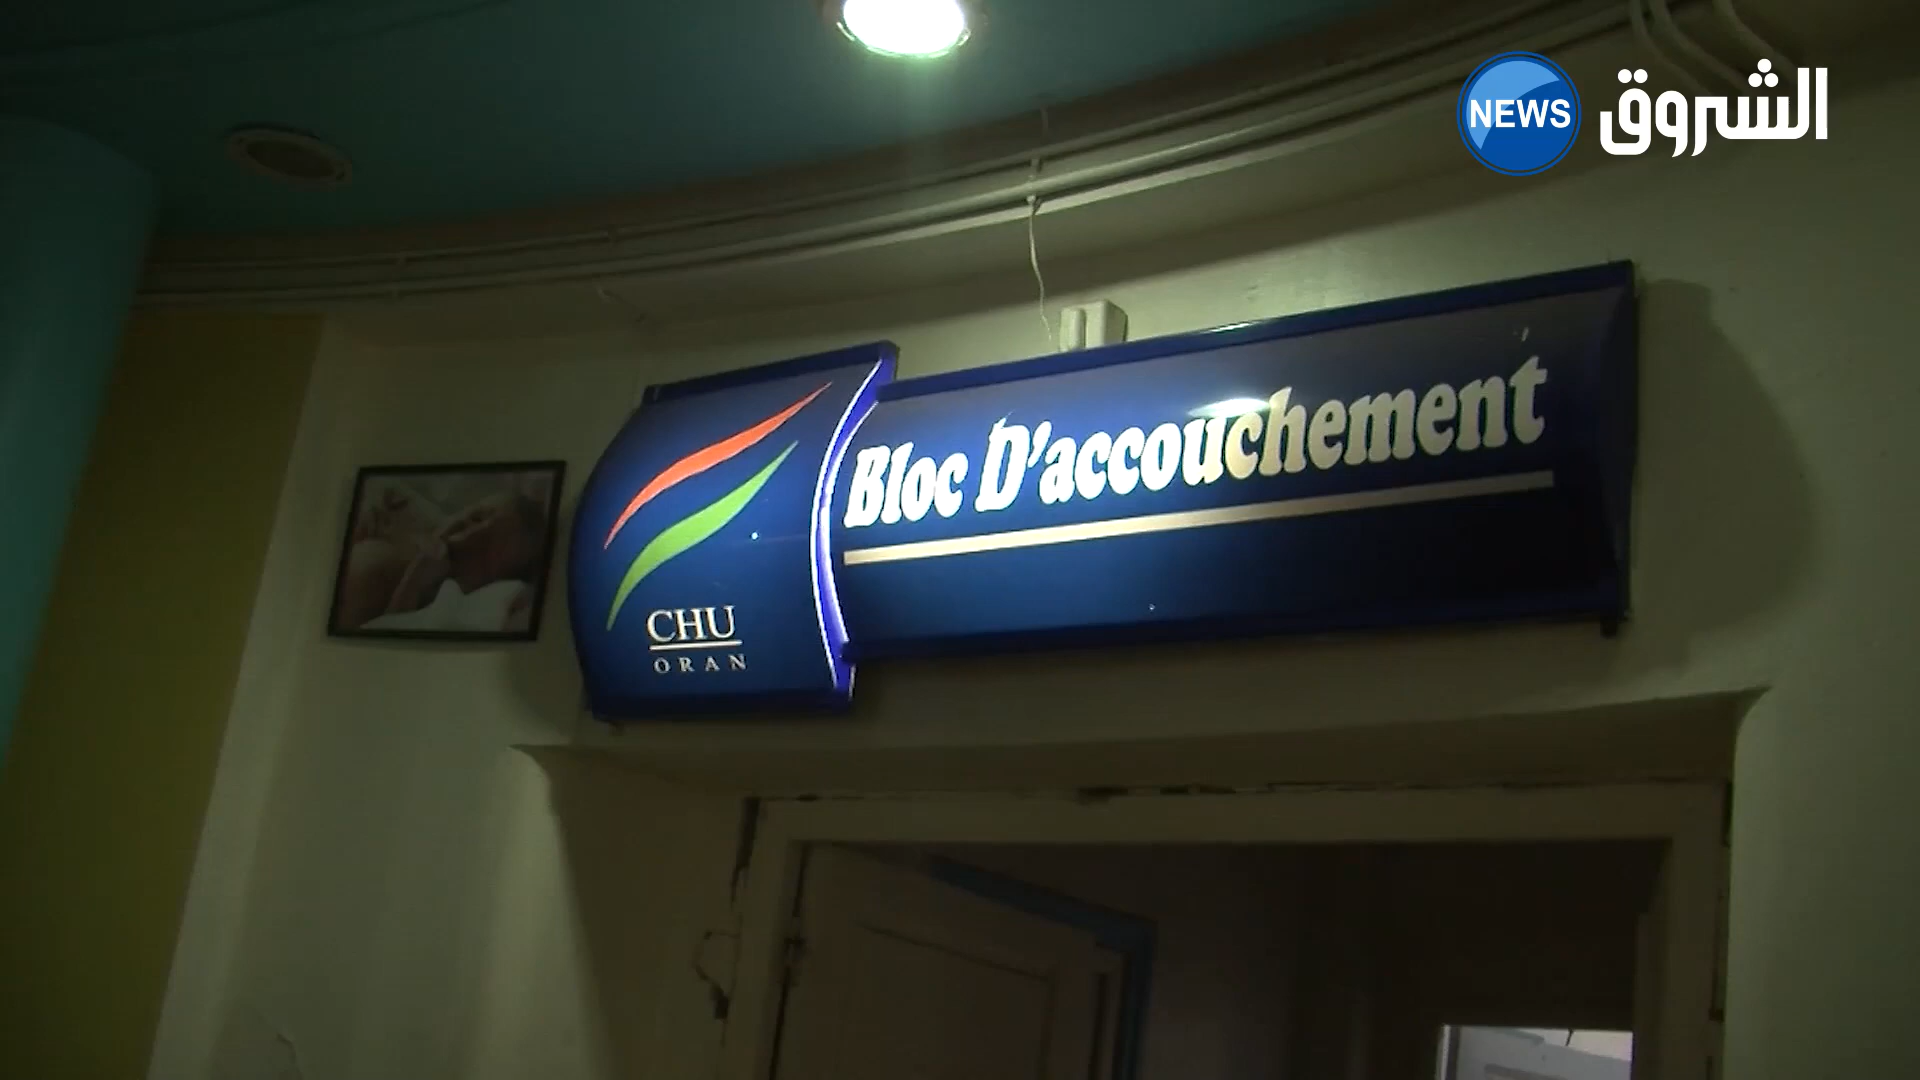 NEWS الشروق
Bloc D'accouchement
CHU
ORAN